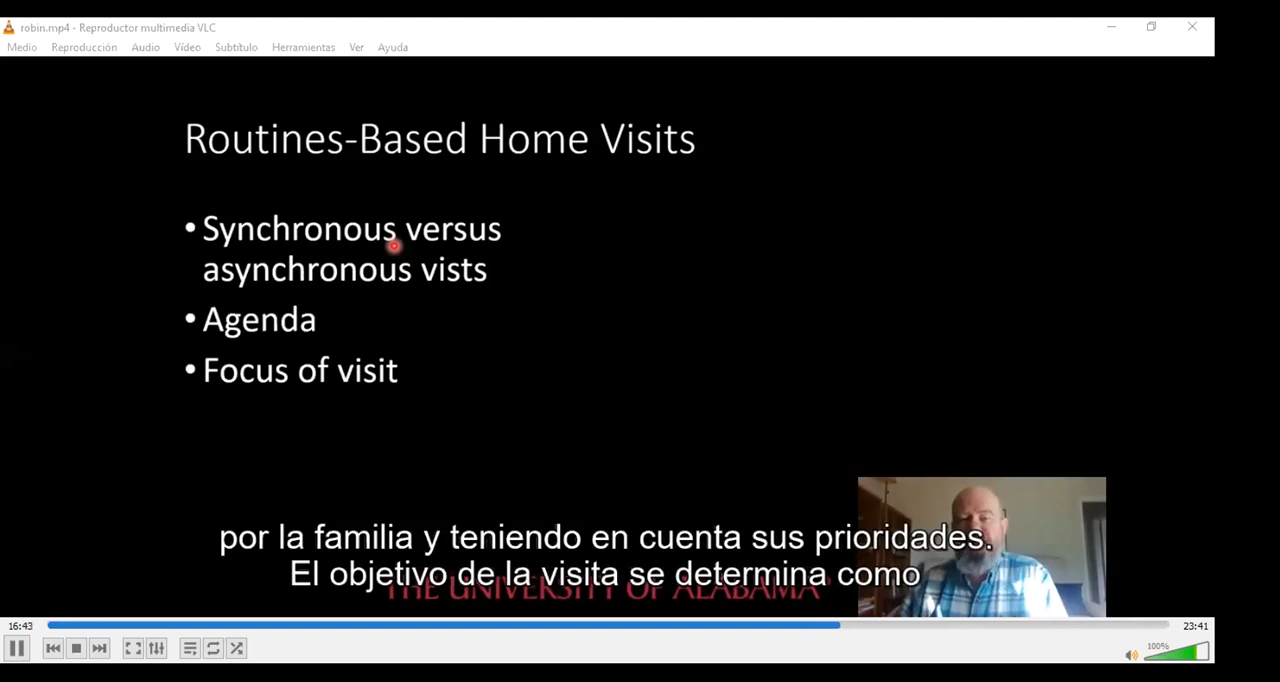 robin.mp4 - Reproductor multimedia VLC
Medio Reproducción Audio Vídeo Subtítulo Herramientas Ver Ayuda
Routines-Based Home Visits
• Synchronous versus
asynchronous vists
• Agenda
• Focus of visit
por la familia y teniendo en cuenta sus prioridades.
El objetivo de la visita se determina como
THE UNIVERSITY OF ALABAMA
16:43
23:41
100%